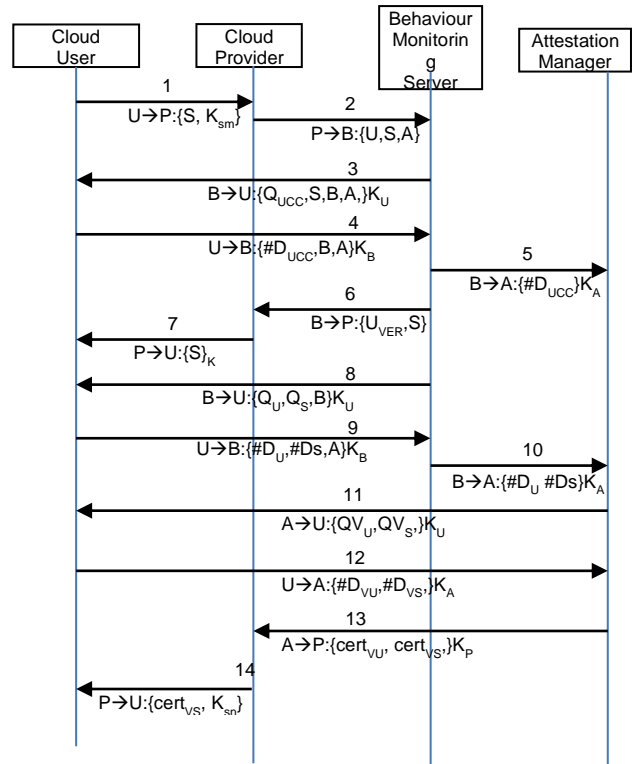 Cloud
User
Cloud
Provider
Behaviour
Monitorin
g
Server
Attestation
Manager
1
U→P:{S, Ksm}
2
P→B:{U,S,A}
3
B→U:{QUCC,S,B,A,}KU
4
U→B:{#DUCC,B,A}KB
5
B→A:{#DUCC}KA
6
B→P:{UVER,S}
7
P→U:{S}K
8
B→U:{QU,QS,B}KU
9
U→B:{#DU,#Ds,A}KB
10
B→A:{#DU #Ds}KA
11
A→U:{QVU,QVS,}KU
12
U→A:{#DVU,#DVS,}KA
13
A→P:{certVU, certVS,}KP
14
P→U:{certVS, Ksp}